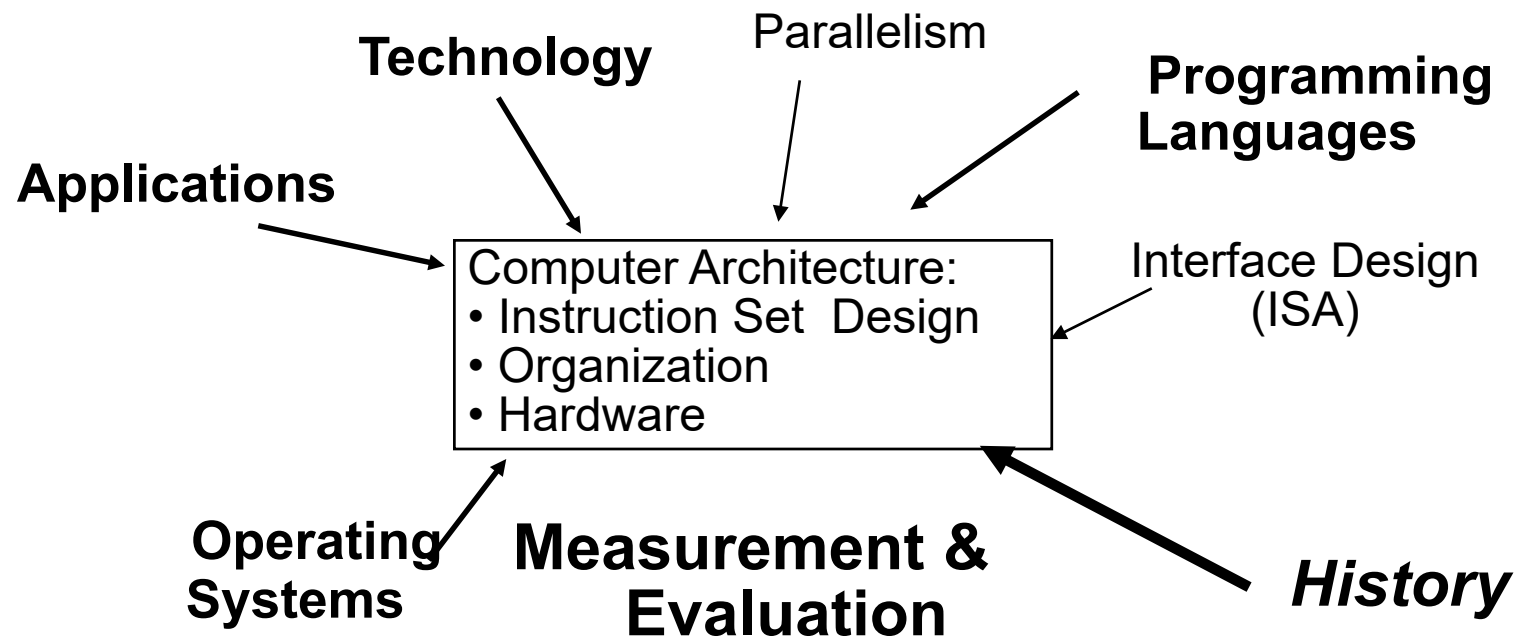 Parallelism
Technology
Programming
Languages
Applications
Computer Architecture:
• Instruction Set Design
• Organization
• Hardware
Interface Design
(ISA)
Operating
Systems
Measurement &
Evaluation
History